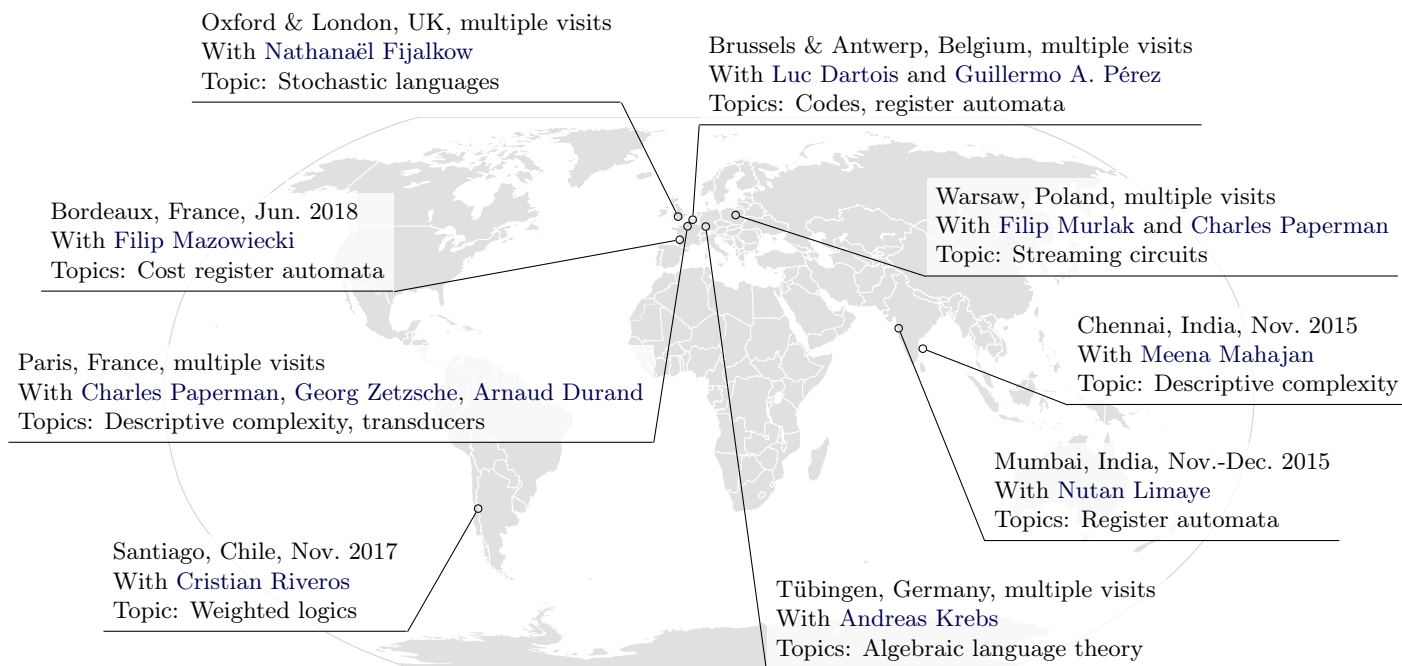 Oxford & London, UK, multiple visits
With Nathanaël Fijalkow
Topic: Stochastic languages
Brussels & Antwerp, Belgium, multiple visits
With Luc Dartois and Guillermo A. Pérez
Topics: Codes, register automata
Bordeaux, France, Jun. 2018
With Filip Mazowiecki
Topics: Cost register automata
Warsaw, Poland, multiple visits
With Filip Murlak and Charles Paperman
Topic: Streaming circuits
Chennai, India, Nov. 2015
With Meena Mahajan
Topic: Descriptive complexity
Paris, France, multiple visits
With Charles Paperman, Georg Zetzsche, Arnaud Durand
Topics: Descriptive complexity, transducers
Mumbai, India, Nov.-Dec. 2015
With Nutan Limaye
Topics: Register automata
Santiago, Chile, Nov. 2017
With Cristian Riveros
Topic: Weighted logics
Tübingen, Germany, multiple visits
With Andreas Krebs
Topics: Algebraic language theory